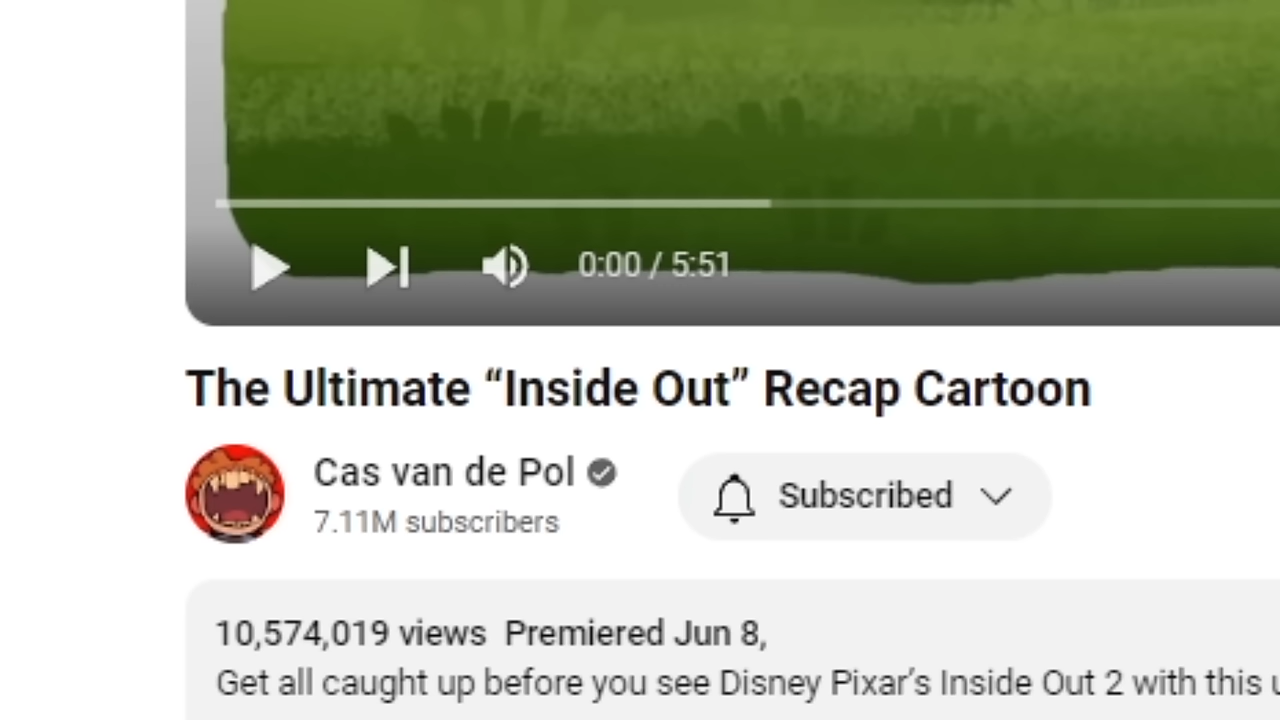 0:00 / 5:51
The Ultimate “Inside Out” Recap Cartoon
Cas van de Pol
7.11M subscribers
Subscribed
10,574,019 views Premiered Jun 8,
Get all caught up before you see Disney Pixar’s Inside Out 2 with this u